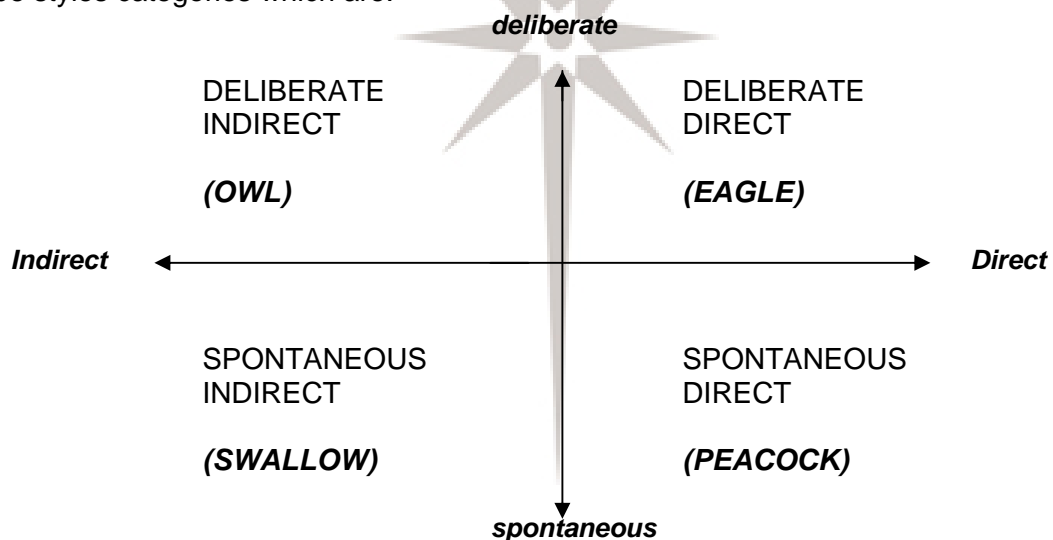 styles categories which are:
deliberate
DELIBERATE
INDIRECT
(OWL)
DELIBERATE
DIRECT
(EAGLE)
Indirect
Direct
SPONTANEOUS
INDIRECT
(SWALLOW)
SPONTANEOUS
DIRECT
(PEACOCK)
spontaneous